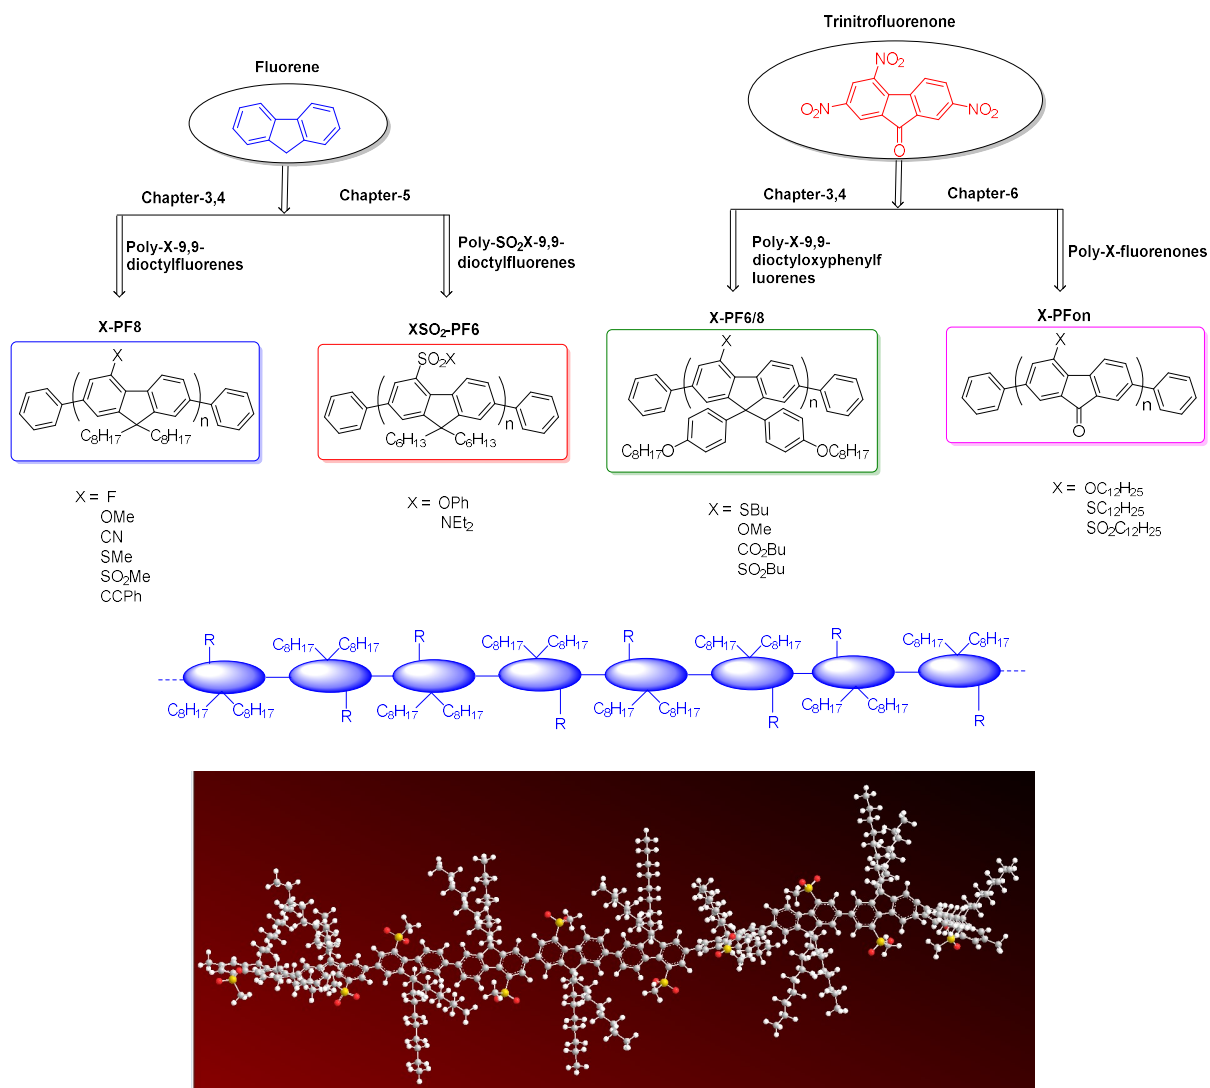 Trinitrofluorenone
Fluorene
NO₂
O₂N
NO₂
O
Chapter-3,4
Chapter-5
Chapter-3,4
Chapter-6
Poly-X-9,9-
dioctylfluorenes
Poly-SO₂X-9,9-
dioctylfluorenes
Poly-X-9,9-
dioctyloxyphenylf
luorenes
Poly-X-fluorenones
X-PF8
XSO₂-PF6
X-PF6/8
X-PFon
X
n
C₈H₁₇ C₈H₁₇
SO₂X
n
C₆H₁₃ C₆H₁₃
X
n
C₈H₁₇O OC₈H₁₇
X
n
O
X = F
OMe
CN
SMe
SO₂Me
CCPh
X = OPh
NEt₂
X = SBu
OMe
CO₂Bu
SO₂Bu
X = OC₁₂H₂₅
SC₁₂H₂₅
SO₂C₁₂H₂₅
R C₈H₁₇ C₈H₁₇ R C₈H₁₇ C₈H₁₇ R C₈H₁₇ C₈H₁₇ R C₈H₁₇ C₈H₁₇
C₈H₁₇ C₈H₁₇ R C₈H₁₇ C₈H₁₇ R C₈H₁₇ C₈H₁₇ R C₈H₁₇ C₈H₁₇ R